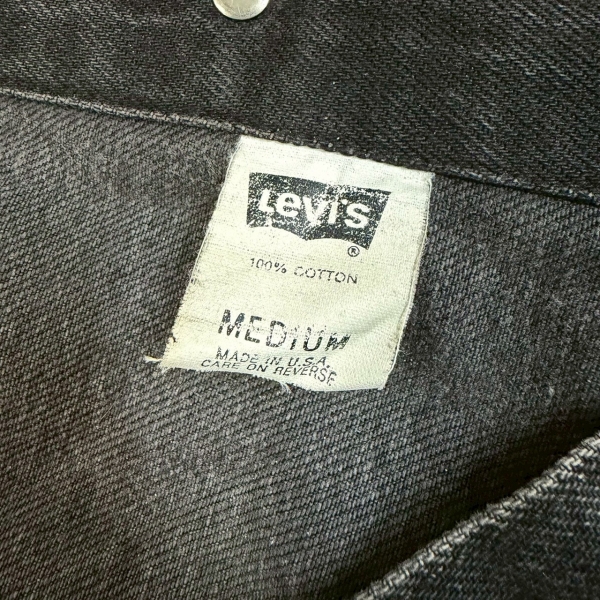 Levi's
®
100% COTTON
MEDIUM
MADE IN U.S.A.
CARE ON REVERSE